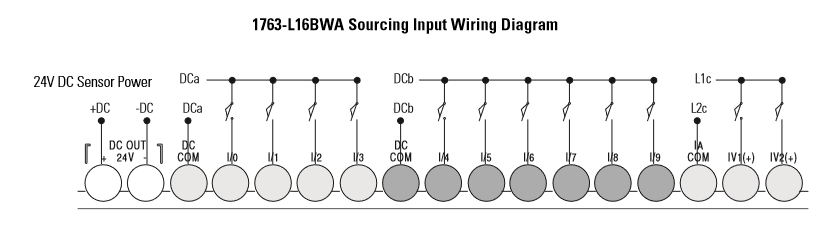 1763-L16BWA Sourcing Input Wiring Diagram
24V DC Sensor Power
DCa
DCb
L1c
+DC
-DC
DCa
DCb
L2c
DC OUT
24V
+
-
DC
COM
I/0
I/1
I/2
I/3
DC
COM
I/4
I/5
I/6
I/7
I/8
I/9
IA
COM
IV1(+)
IV2(+)